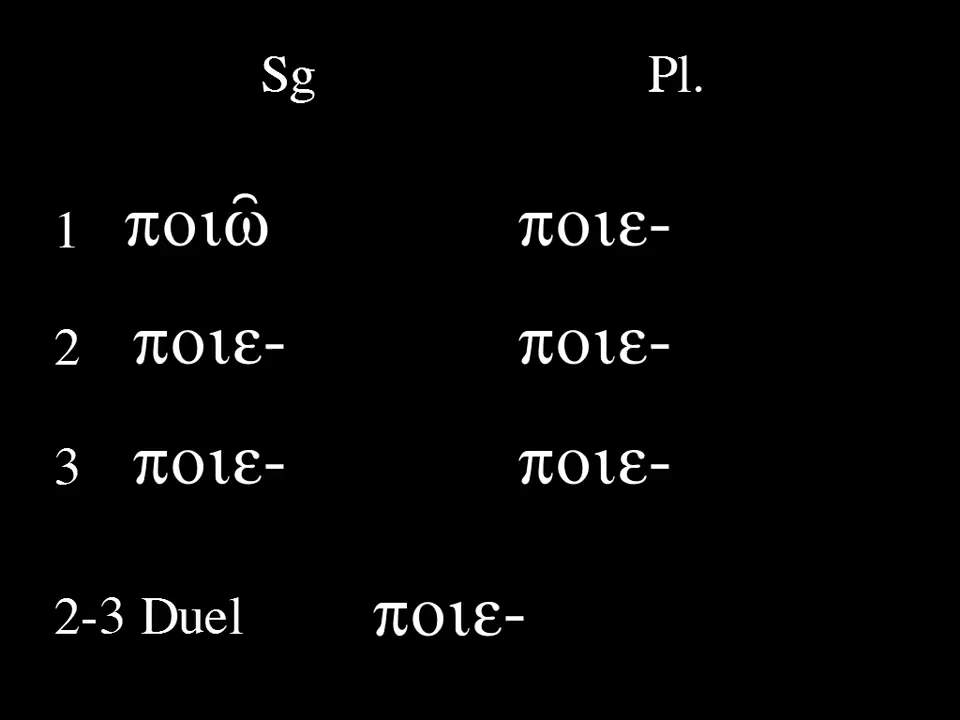 Sg Pl.
1 ποιῶ ποιε-
2 ποιε- ποιε-
3 ποιε- ποιε-
2-3 Duel ποιε-